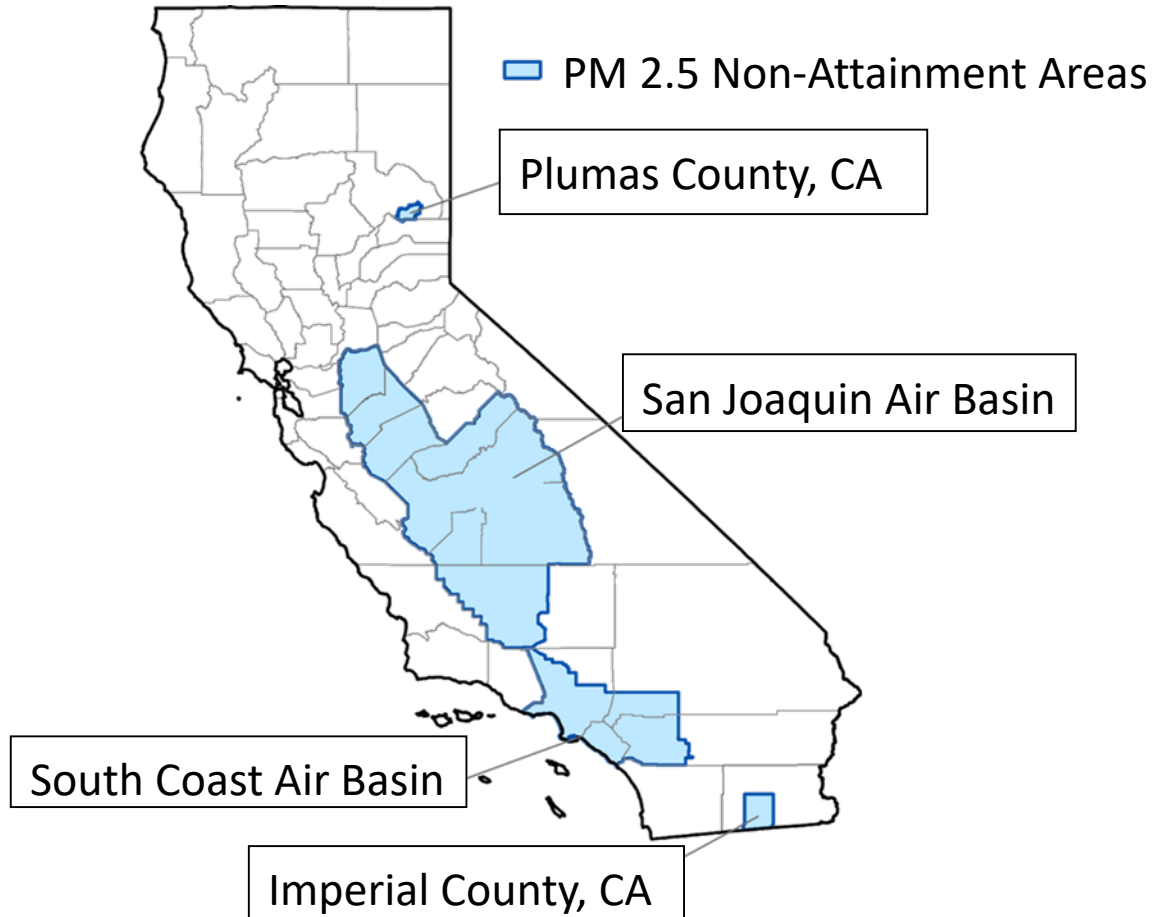 PM 2.5 Non-Attainment Areas
Plumas County, CA
San Joaquin Air Basin
South Coast Air Basin
Imperial County, CA